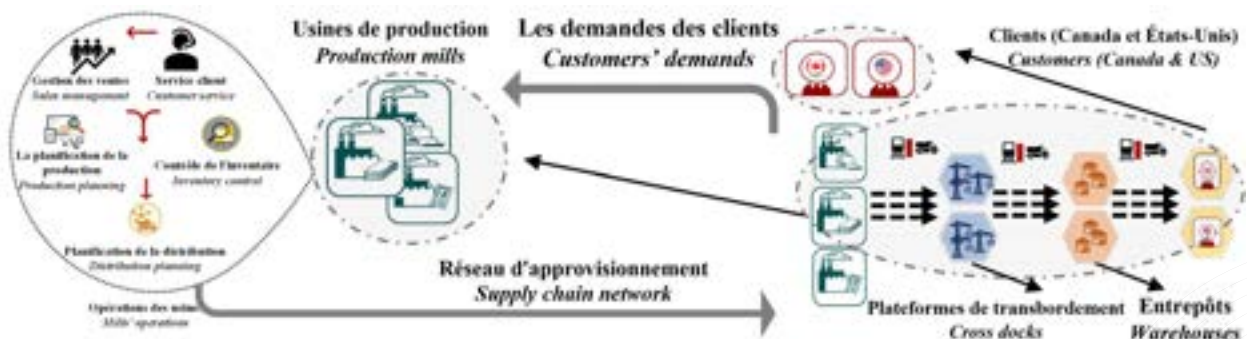 Gestion des ventes
Sales management
Service client
Customer service
La planification de la
production
Production planning
Contrôle de l'inventaire
Inventory control
Planification de la distribution
Distribution planning
Opérations des usines
Mills' operations
Usines de production
Production mills
Les demandes des clients
Customers' demands
Clients (Canada et États-Unis)
Customers (Canada & US)
Réseau d'approvisionnement
Supply chain network
Plateformes de transbordement
Cross docks
Entrepôts
Warehouses